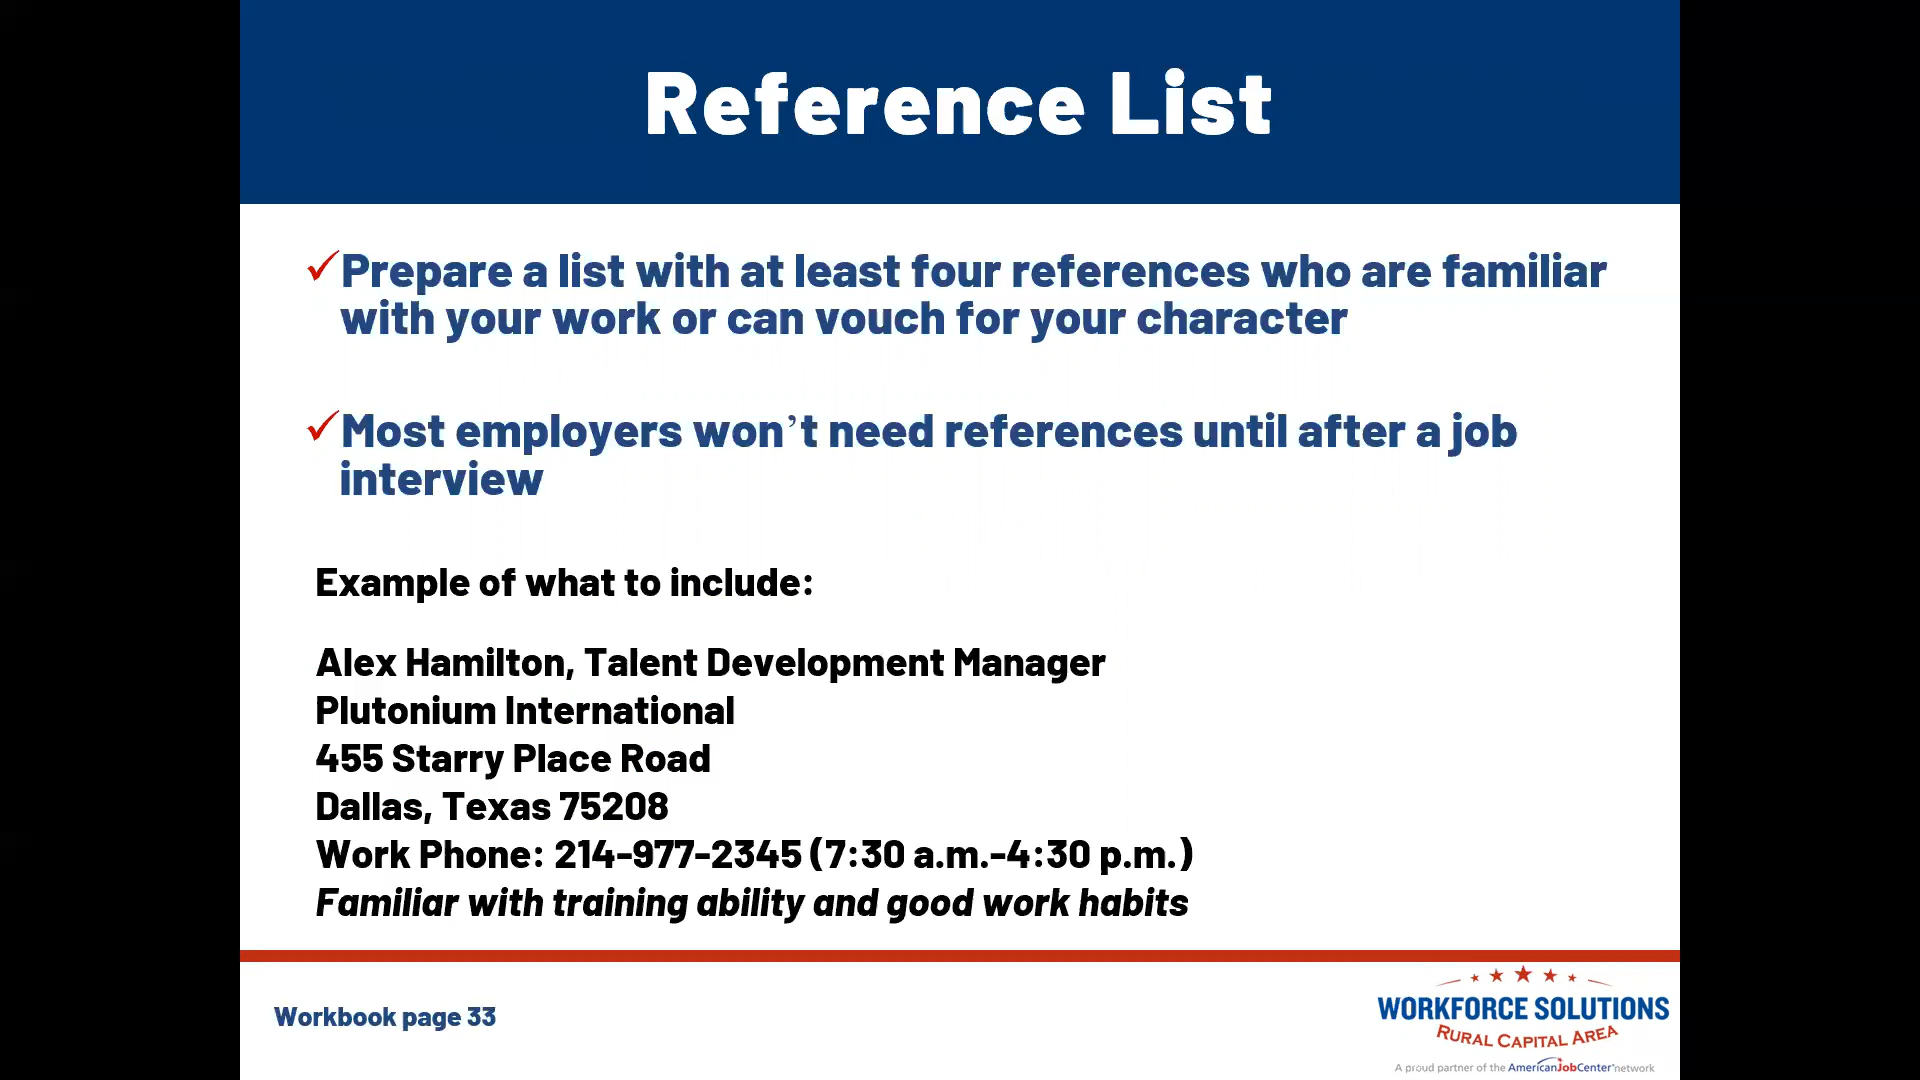 Reference List
✓Prepare a list with at least four references who are familiar
with your work or can vouch for your character
✓Most employers won’t need references until after a job
interview
Example of what to include:
Alex Hamilton, Talent Development Manager
Plutonium International
455 Starry Place Road
Dallas, Texas 75208
Work Phone: 214-977-2345 (7:30 a.m.-4:30 p.m.)
Familiar with training ability and good work habits
Workbook page 33
WORKFORCE SOLUTIONS
RURAL CAPITAL AREA
A proud partner of the AmericanJobCenter network